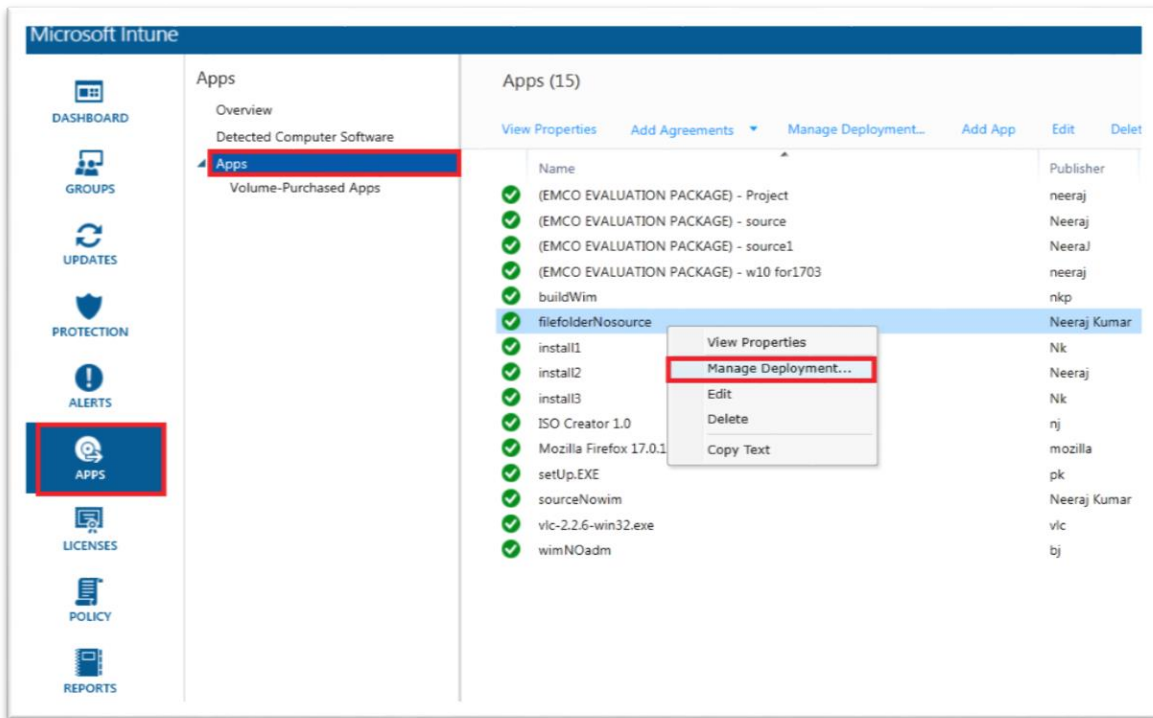 Microsoft Intune
DASHBOARD
GROUPS
UPDATES
PROTECTION
ALERTS
APPS
LICENSES
POLICY
REPORTS
Apps
Overview
Detected Computer Software
Apps
Volume-Purchased Apps
Apps (15)
View Properties Add Agreements Manage Deployment... Add App Edit Delet
Name Publisher
(EMCO EVALUATION PACKAGE) - Project neeraj
(EMCO EVALUATION PACKAGE) - source Neeraj
(EMCO EVALUATION PACKAGE) - source1 NeeraJ
(EMCO EVALUATION PACKAGE) - w10 for1703 neeraj
buildWim nkp
filefolderNosource Neeraj Kumar
install1 Nk
install2 Neeraj
install3 Nk
ISO Creator 1.0 nj
Mozilla Firefox 17.0.1 mozilla
setUp.EXE pk
sourceNowim Neeraj Kumar
vlc-2.2.6-win32.exe vlc
wimNOadm bj
View Properties
Manage Deployment...
Edit
Delete
Copy Text